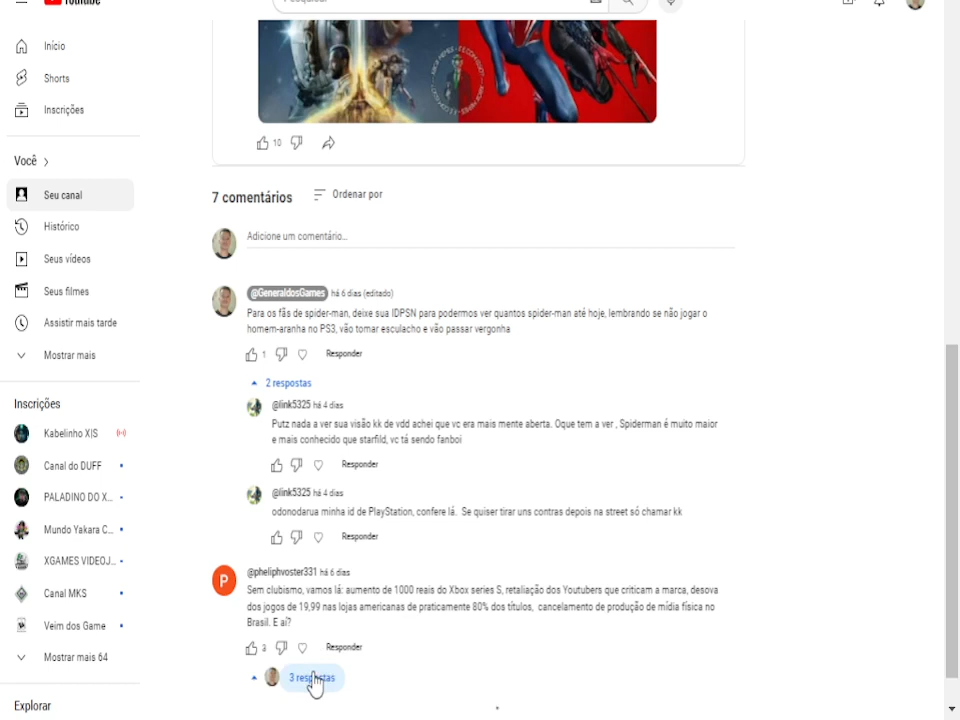 YouTube
Início
Shorts
Inscrições
Você
Seu canal
Histórico
Seus vídeos
Seus filmes
Assistir mais tarde
Mostrar mais
Inscrições
Kabelinho X|S
Canal do DUFF
PALADINO DO X...
Mundo Yakara C...
XGAMES VIDEOJ...
Canal MKS
Veim dos Game
Mostrar mais 64
Explorar
10
7 comentários
Ordenar por
Adicione um comentário...
@GeneraldosGames há 6 dias (editado)
Para os fãs de spider-man, deixe sua IDPSN para podermos ver quantos spider-man até hoje, lembrando se não jogar o
homem-aranha no PS3, vão tomar esculacho e vão passar vergonha
1
Responder
2 respostas
@link5325 há 4 dias
Putz nada a ver sua visão kk de vdd achei que vc era mais mente aberta. Oque tem a ver , Spiderman é muito maior
e mais conhecido que starfild, vc tá sendo fanboi
Responder
@link5325 há 4 dias
odonodarua minha id de PlayStation, confere lá. Se quiser tirar uns contras depois na street só chamar kk
Responder
P
@pheliphvoster331 há 6 dias
Sem clubismo, vamos lá: aumento de 1000 reais do Xbox series S, retaliação dos Youtubers que criticam a marca, desova
dos jogos de 19,99 nas lojas americanas de praticamente 80% dos títulos, cancelamento de produção de mídia física no
Brasil. E aí?
3
Responder
3 respostas